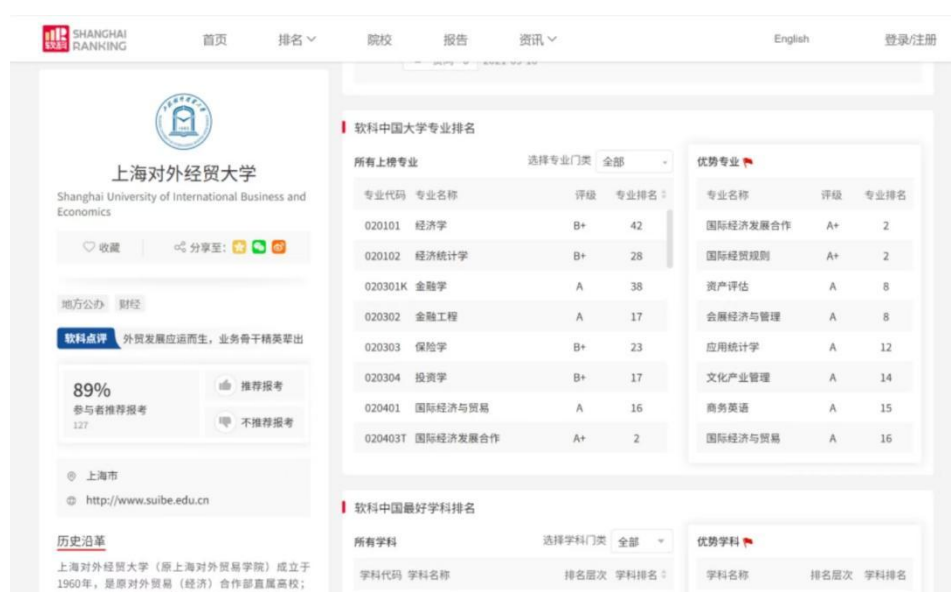 SHANGHAI
RANKING
首页 排名 院校 报告 资讯 English 登录/注册
上海对外经贸大学
Shanghai University of International Business and
Economics
收藏 分享至:
地方公办 财经
软科点评 外贸发展应运而生，业务骨干精英辈出
89%
参与者推荐报考
127
推荐报考
不推荐报考
上海市
http://www.suibe.edu.cn
历史沿革
上海对外经贸大学（原上海对外贸易学院）成立于
1960年，是原对外贸易（经济）合作部直属高校；
软科中国大学专业排名
所有上榜专业 选择专业门类 全部
专业代码 专业名称 评级 专业排名
020101 经济学 B+ 42
020102 经济统计学 B+ 28
020301K 金融学 A 38
020302 金融工程 A 17
020303 保险学 B+ 23
020304 投资学 B+ 17
020401 国际经济与贸易 A 16
020403T 国际经济发展合作 A+ 2
优势专业
专业名称 评级 专业排名
国际经济发展合作 A+ 2
国际经贸规则 A+ 2
资产评估 A 8
会展经济与管理 A 8
应用统计学 A 12
文化产业管理 A 14
商务英语 A 15
国际经济与贸易 A 16
软科中国最好学科排名
所有学科 选择学科门类 全部
学科代码 学科名称 排名层次 学科排名
优势学科
学科名称 排名层次 学科排名